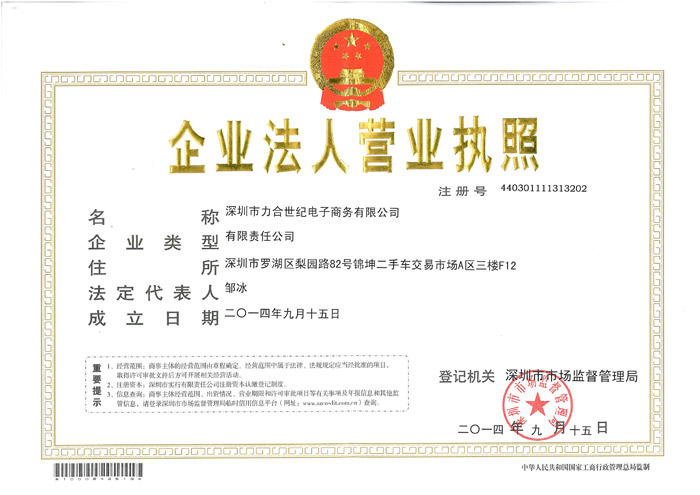 企业法人营业执照
注册号 440301111313202
名称 深圳市力合世纪电子商务有限公司
企业类型 有限责任公司
住所 深圳市罗湖区梨园路82号锦坤二手车交易市场A区三楼F12
法定代表人 邹冰
成立日期 二〇一四年九月十五日
重要提示
1、经营范围：商事主体的经营范围由章程确定。经营范围中属于法律、法规规定应当经批准的项目，
取得许可审批文件后方可开展相关经营活动。
2、注册资本：深圳市实行有限责任公司注册资本认缴登记制度。
3、信息查询：商事主体经营范围、出资情况、营业期限和许可审批项目等有关事项及年报信息和其他监
管信息，请登录深圳市市场监督管理局临时信用信息平台（网址：www.szcredit.com.cn）查询。
登记机关 深圳市市场监督管理局
深圳市市场监督管理局
二〇一四年九月十五日
中华人民共和国国家工商行政管理总局监制